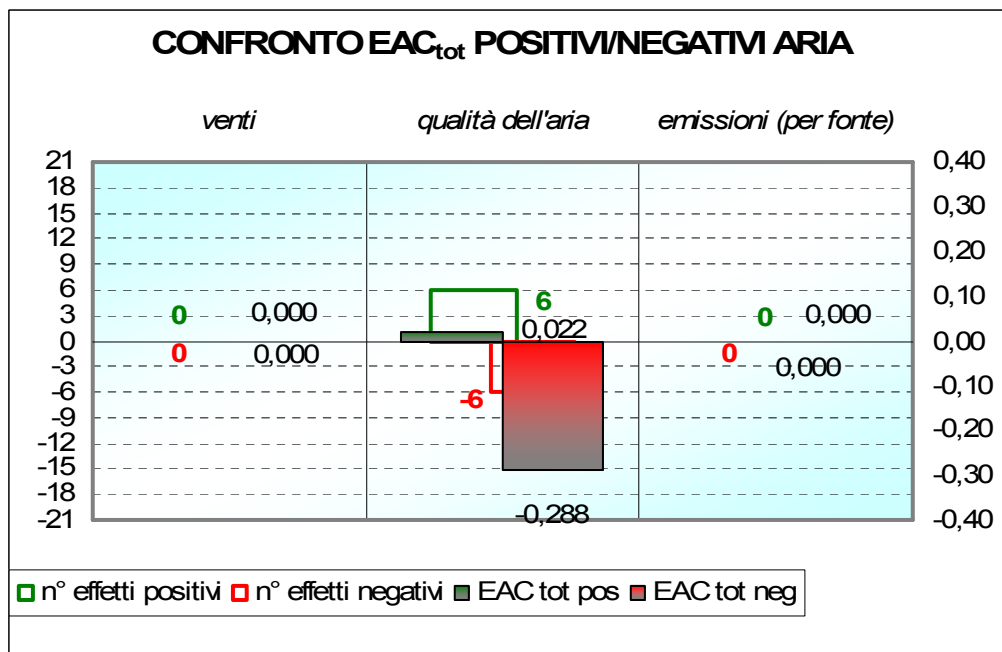 CONFRONTO EACtot POSITIVI/NEGATIVI ARIA
venti qualità dell'aria emissioni (per fonte)
21 0,40
18
15 0,30
12
9 0,20
6 0,10
3 0 0,000 6 0 0,000
0,022
0 0,00
-3 0 0,000 0 0,000
-6 -6 -0,10
-9
-12 -0,20
-15 -0,30
-18 -0,288
-21 -0,40
n° effetti positivi n° effetti negativi EAC tot pos EAC tot neg